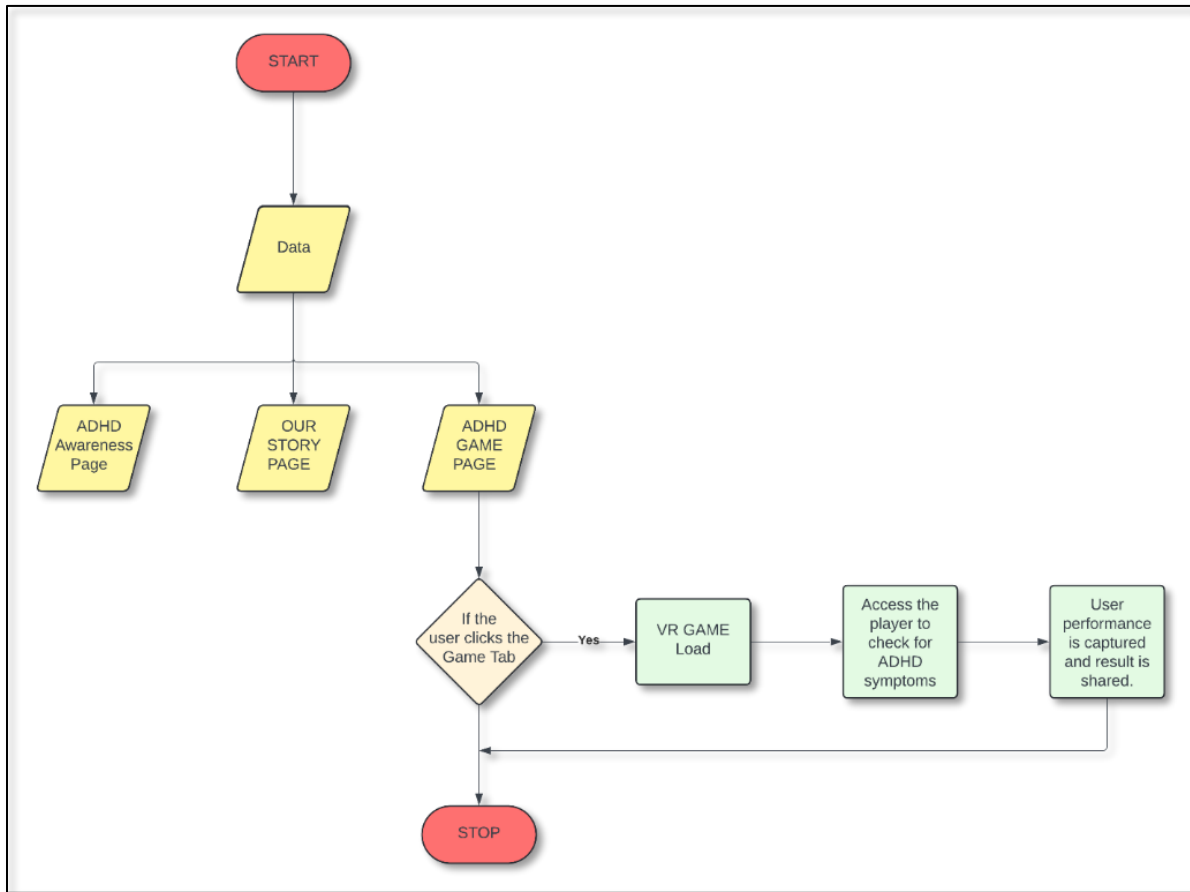 START
Data
ADHD
Awareness
Page
OUR
STORY
PAGE
ADHD
GAME
PAGE
If the
user clicks the
Game Tab
Yes
VR GAME
Load
Access the
player to
check for
ADHD
symptoms
User
performance
is captured
and result is
shared.
STOP